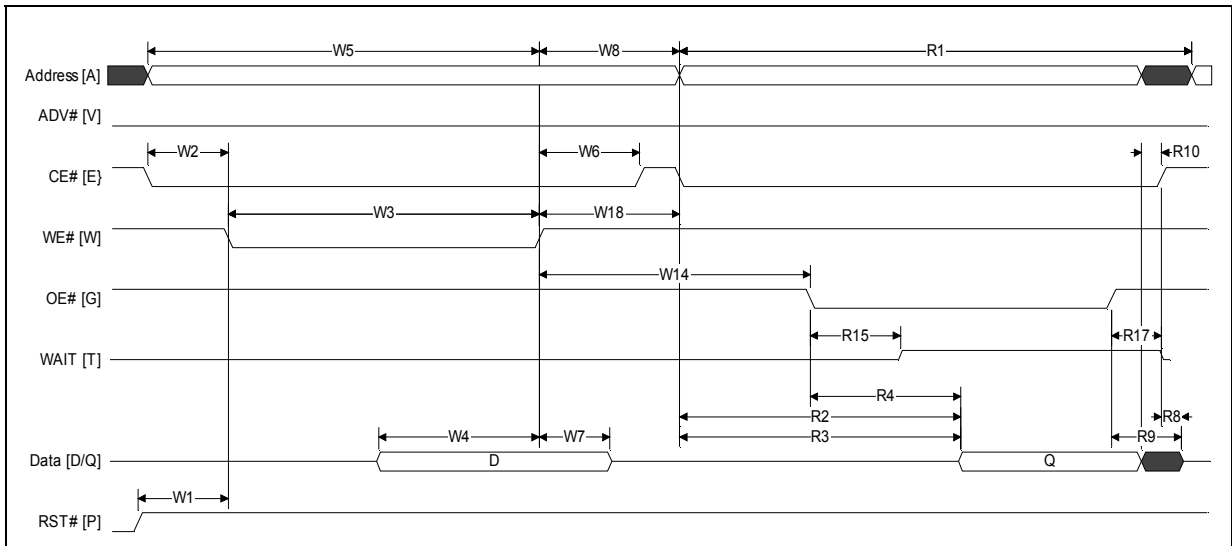 W5 W8 R1
Address [A]
ADV# [V]
W2 W6 R10
CE# [E}
W3 W18
WE# [W]
W14
OE# [G]
R15 R17
WAIT [T]
R4
R2 R8
W4 W7 R3 R9
Data [D/Q] D Q
W1
RST# [P]